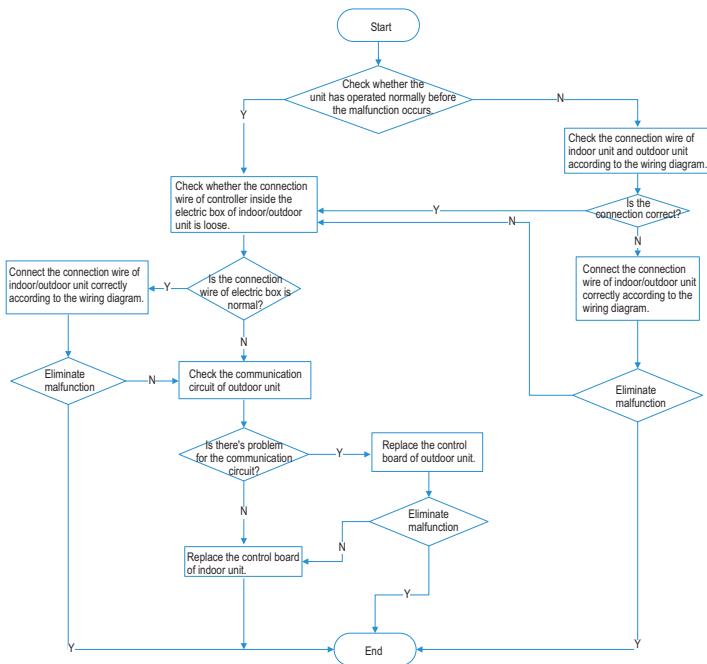 Start
Check whether the
unit has operated normally before
the malfunction occurs.
N
Y
Check the connection wire of
indoor unit and outdoor unit
according to the wiring diagram.
Check whether the connection
wire of controller inside the
electric box of indoor/outdoor
unit is loose.
Is the
connection correct?
Y
N
N
Connect the connection wire of
indoor/outdoor unit correctly
according to the wiring diagram.
Y
Is the connection
wire of electric box is
normal?
Connect the connection
wire of indoor/outdoor unit
correctly according to the
wiring diagram.
N
Eliminate
malfunction
N
Check the communication
circuit of outdoor unit
Eliminate
malfunction
Is there's problem
for the communication
circuit?
Y
Replace the control
board of outdoor unit.
N
Eliminate
malfunction
N
Replace the control board
of indoor unit.
Y
Y
Y
End